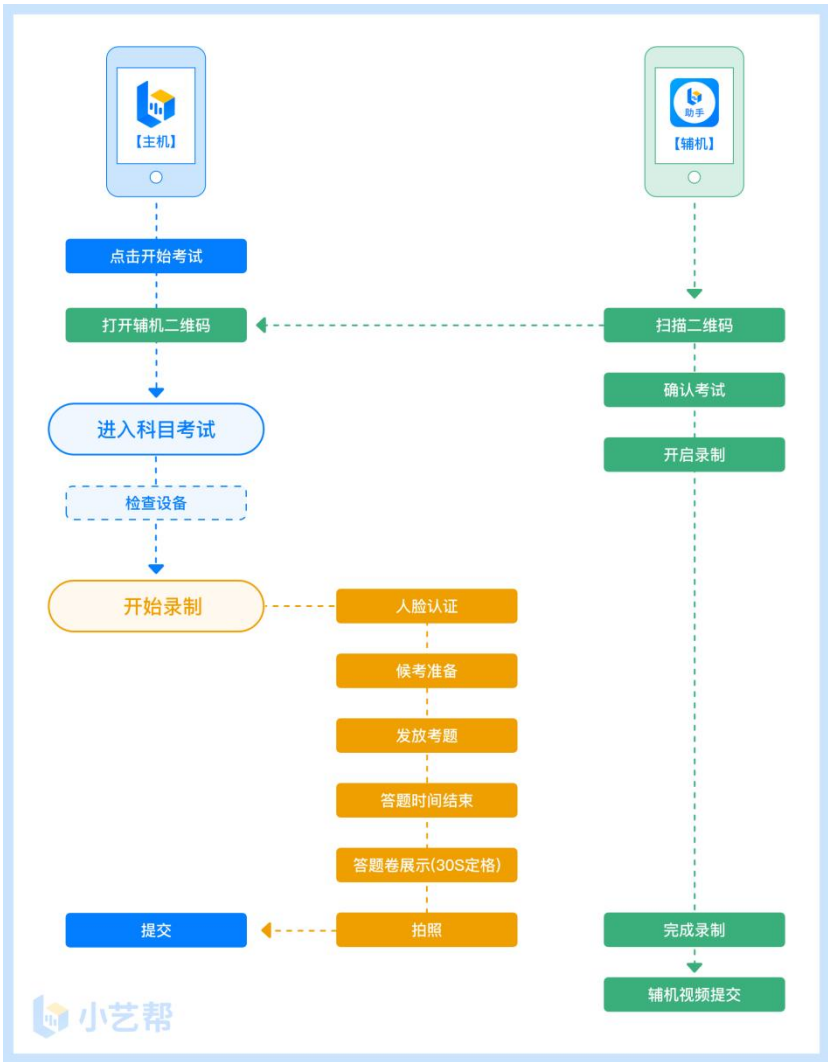 【主机】
助手
【辅机】
点击开始考试
打开辅机二维码
扫描二维码
确认考试
进入科目考试
开启录制
检查设备
开始录制
人脸认证
候考准备
发放考题
答题时间结束
答题卷展示(30S定格)
提交
拍照
完成录制
辅机视频提交
小艺帮